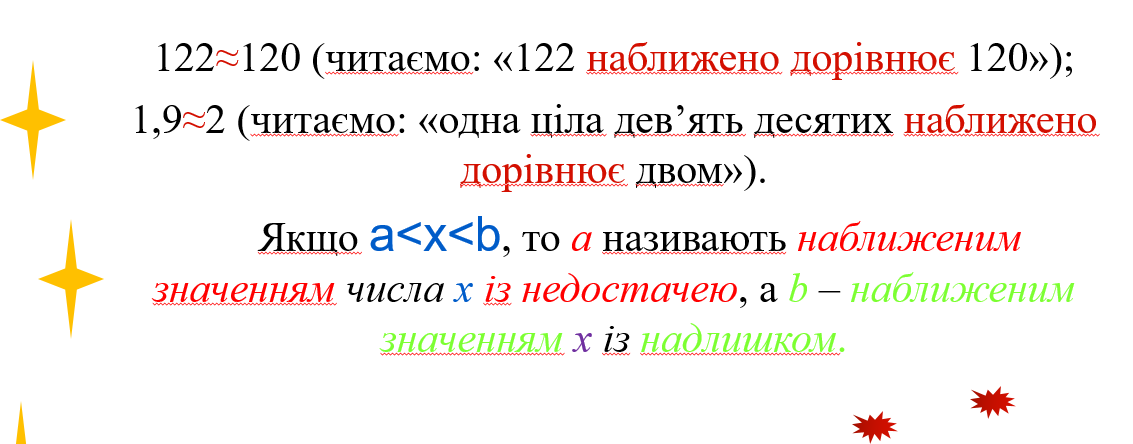 122≈120 (читаємо: «122 наближено дорівнює 120»);
1,9≈2 (читаємо: «одна ціла дев’ять десятих наближено
дорівнює двом»).
Якщо a<x<b, то a називають наближеним
значенням числа x із недостачею, а b – наближеним
значенням x із надлишком.